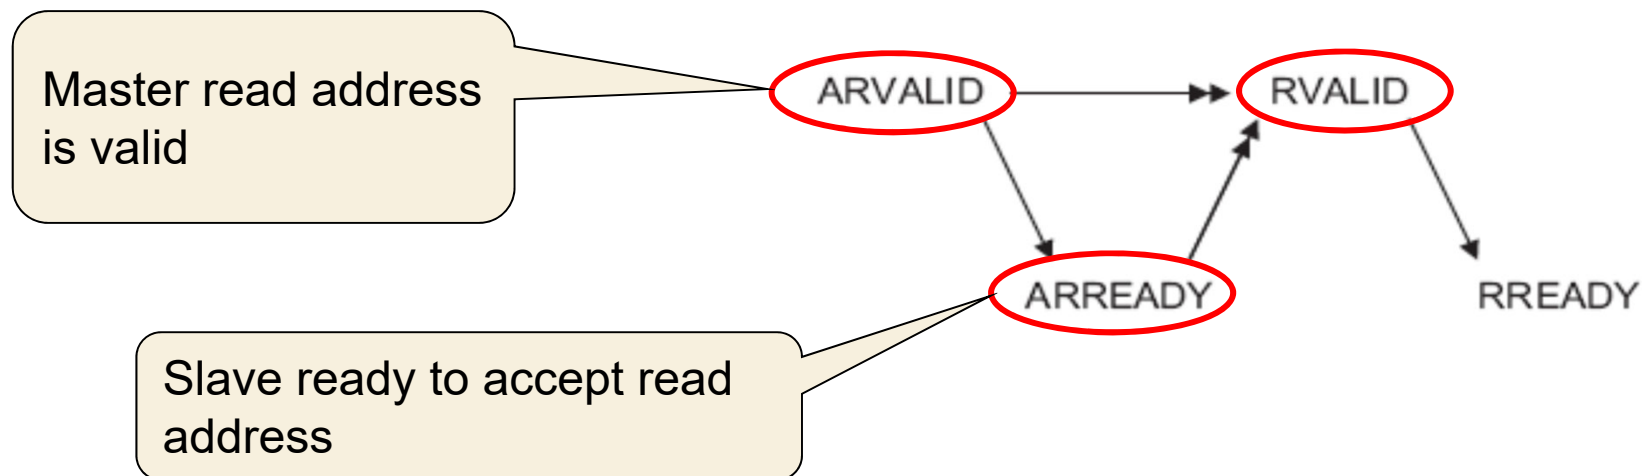 Master read address
is valid
ARVALID
RVALID
ARREADY
RREADY
Slave ready to accept read
address